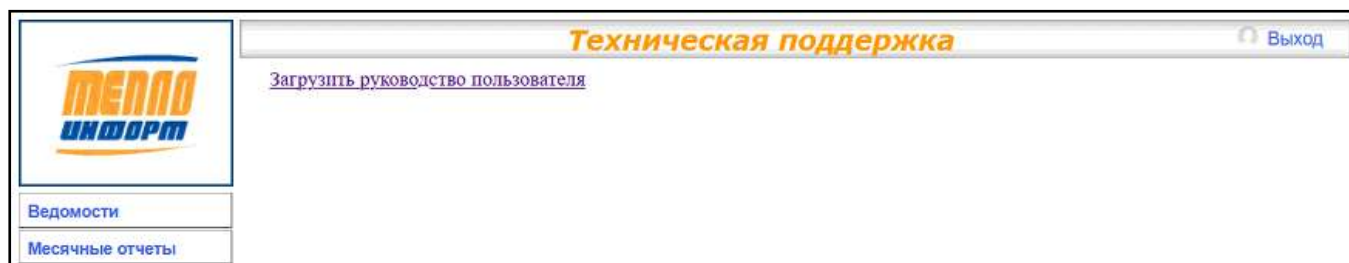 ТЕПЛО
ИНФОРМ
Техническая поддержка
Выход
Загрузить руководство пользователя
Ведомости
Месячные отчеты